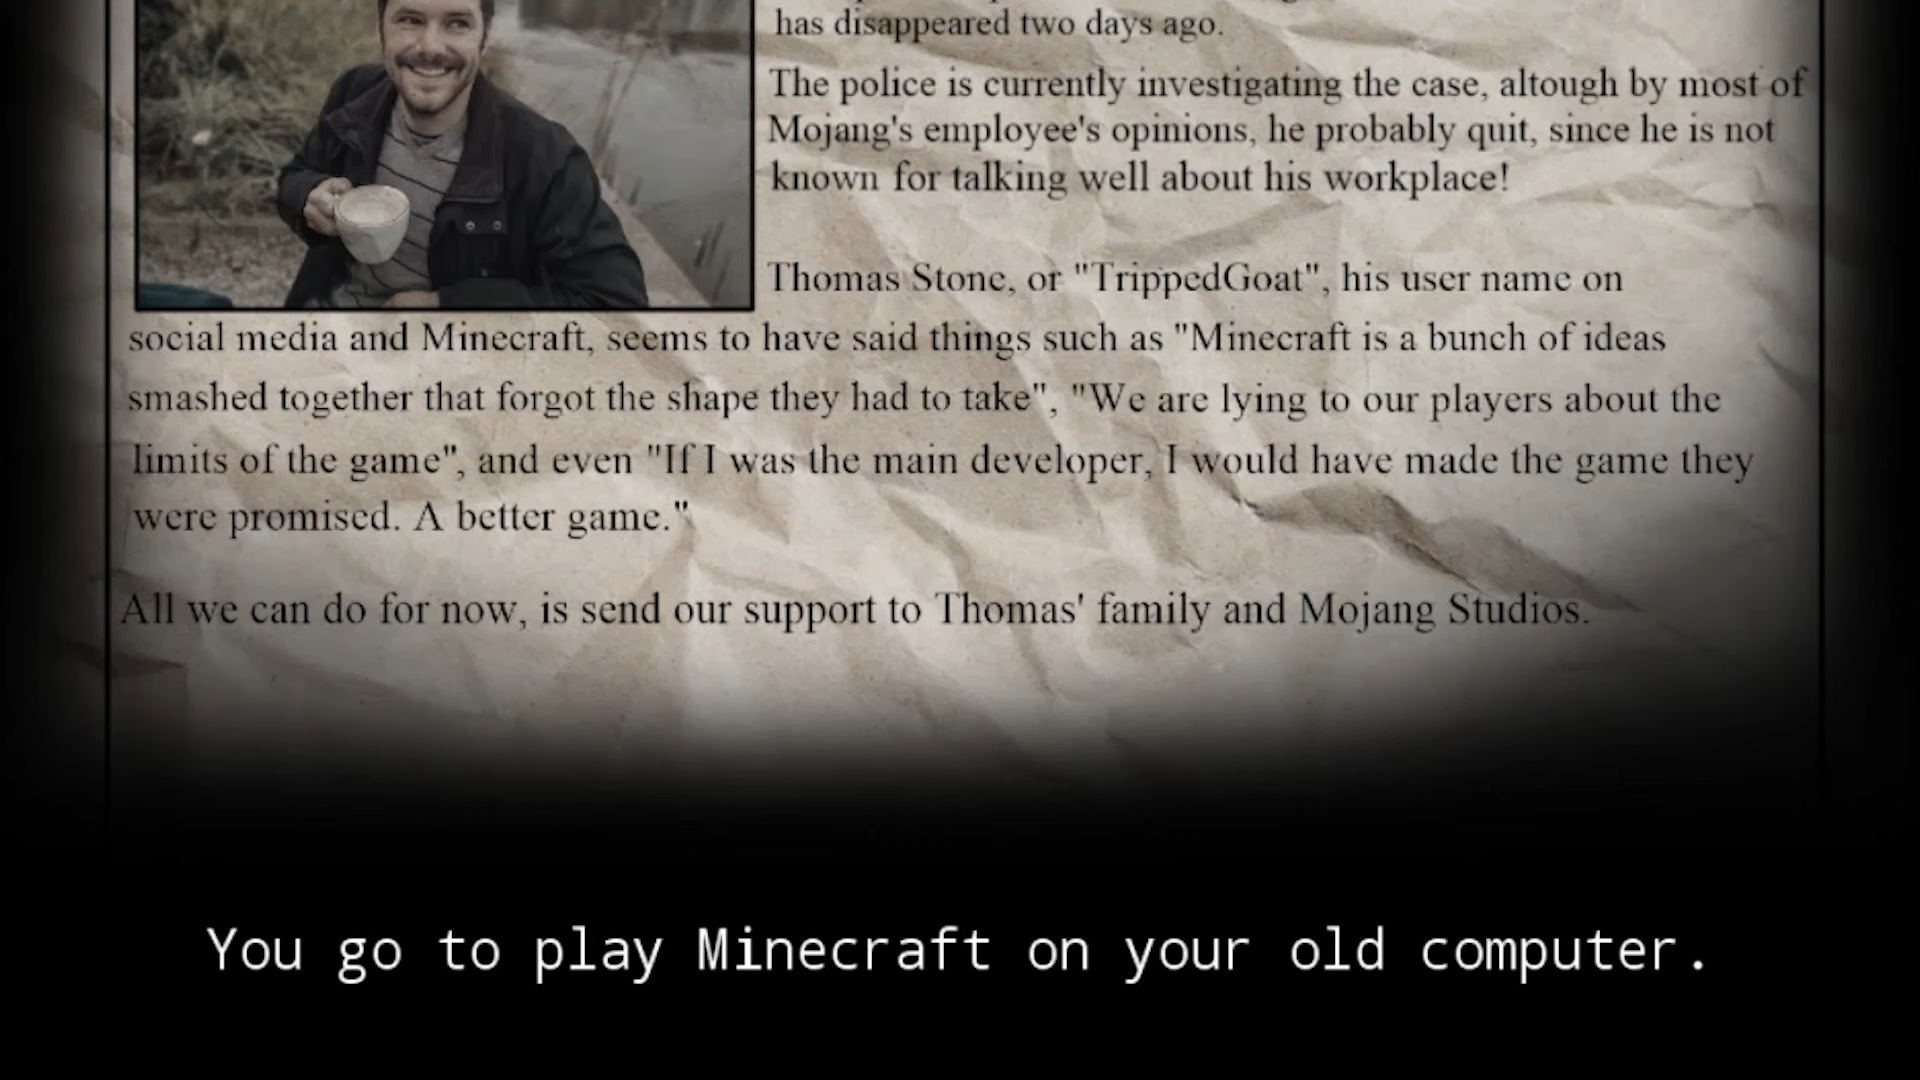 has disappeared two days ago.
The police is currently investigating the case, altough by most of
Mojang's employee's opinions, he probably quit, since he is not
known for talking well about his workplace!
Thomas Stone, or "TrippedGoat", his user name on
social media and Minecraft, seems to have said things such as "Minecraft is a bunch of ideas
smashed together that forgot the shape they had to take", "We are lying to our players about the
limits of the game", and even "If I was the main developer, I would have made the game they
were promised. A better game."
All we can do for now, is send our support to Thomas' family and Mojang Studios.
You go to play Minecraft on your old computer.